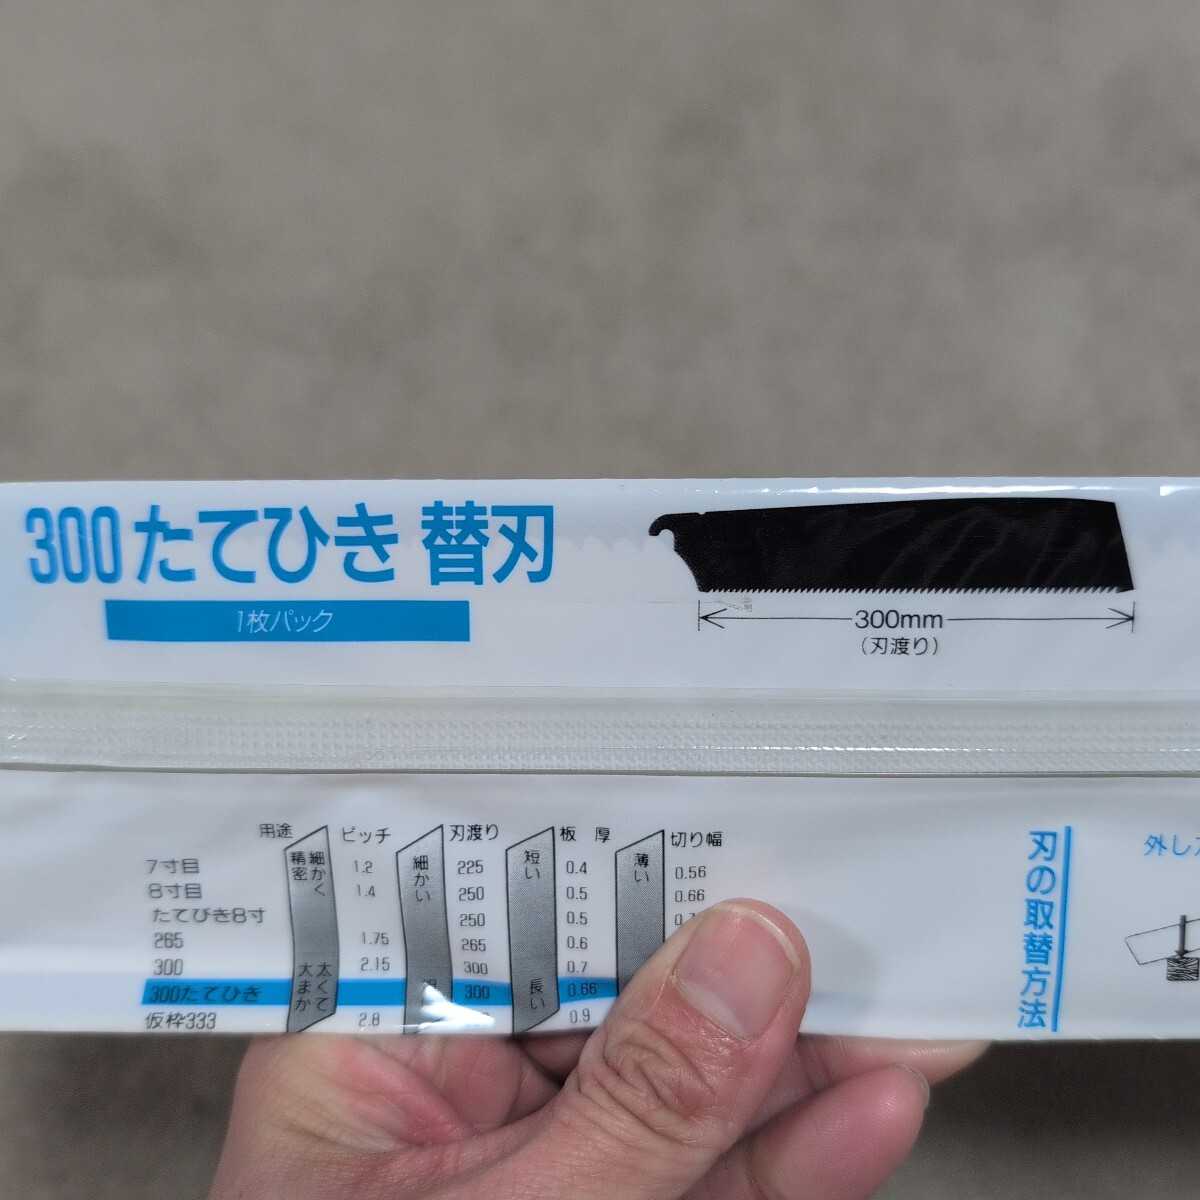 300たてひき 替刃
1枚パック
300mm
(刃渡り)
用途 ピッチ 刃渡り 板厚 切り幅
細かく精密 細かい 短い 薄い
7寸目 1.2 225 0.4 0.56
8寸目 1.4 250 0.5 0.66
たてびき8寸 250 0.5
265 1.75 265 0.6
300 2.15 300 0.7
300たてひき 300 0.66
仮枠333 2.8 0.9
太くて大まか 長い
刃の取替方法
外し